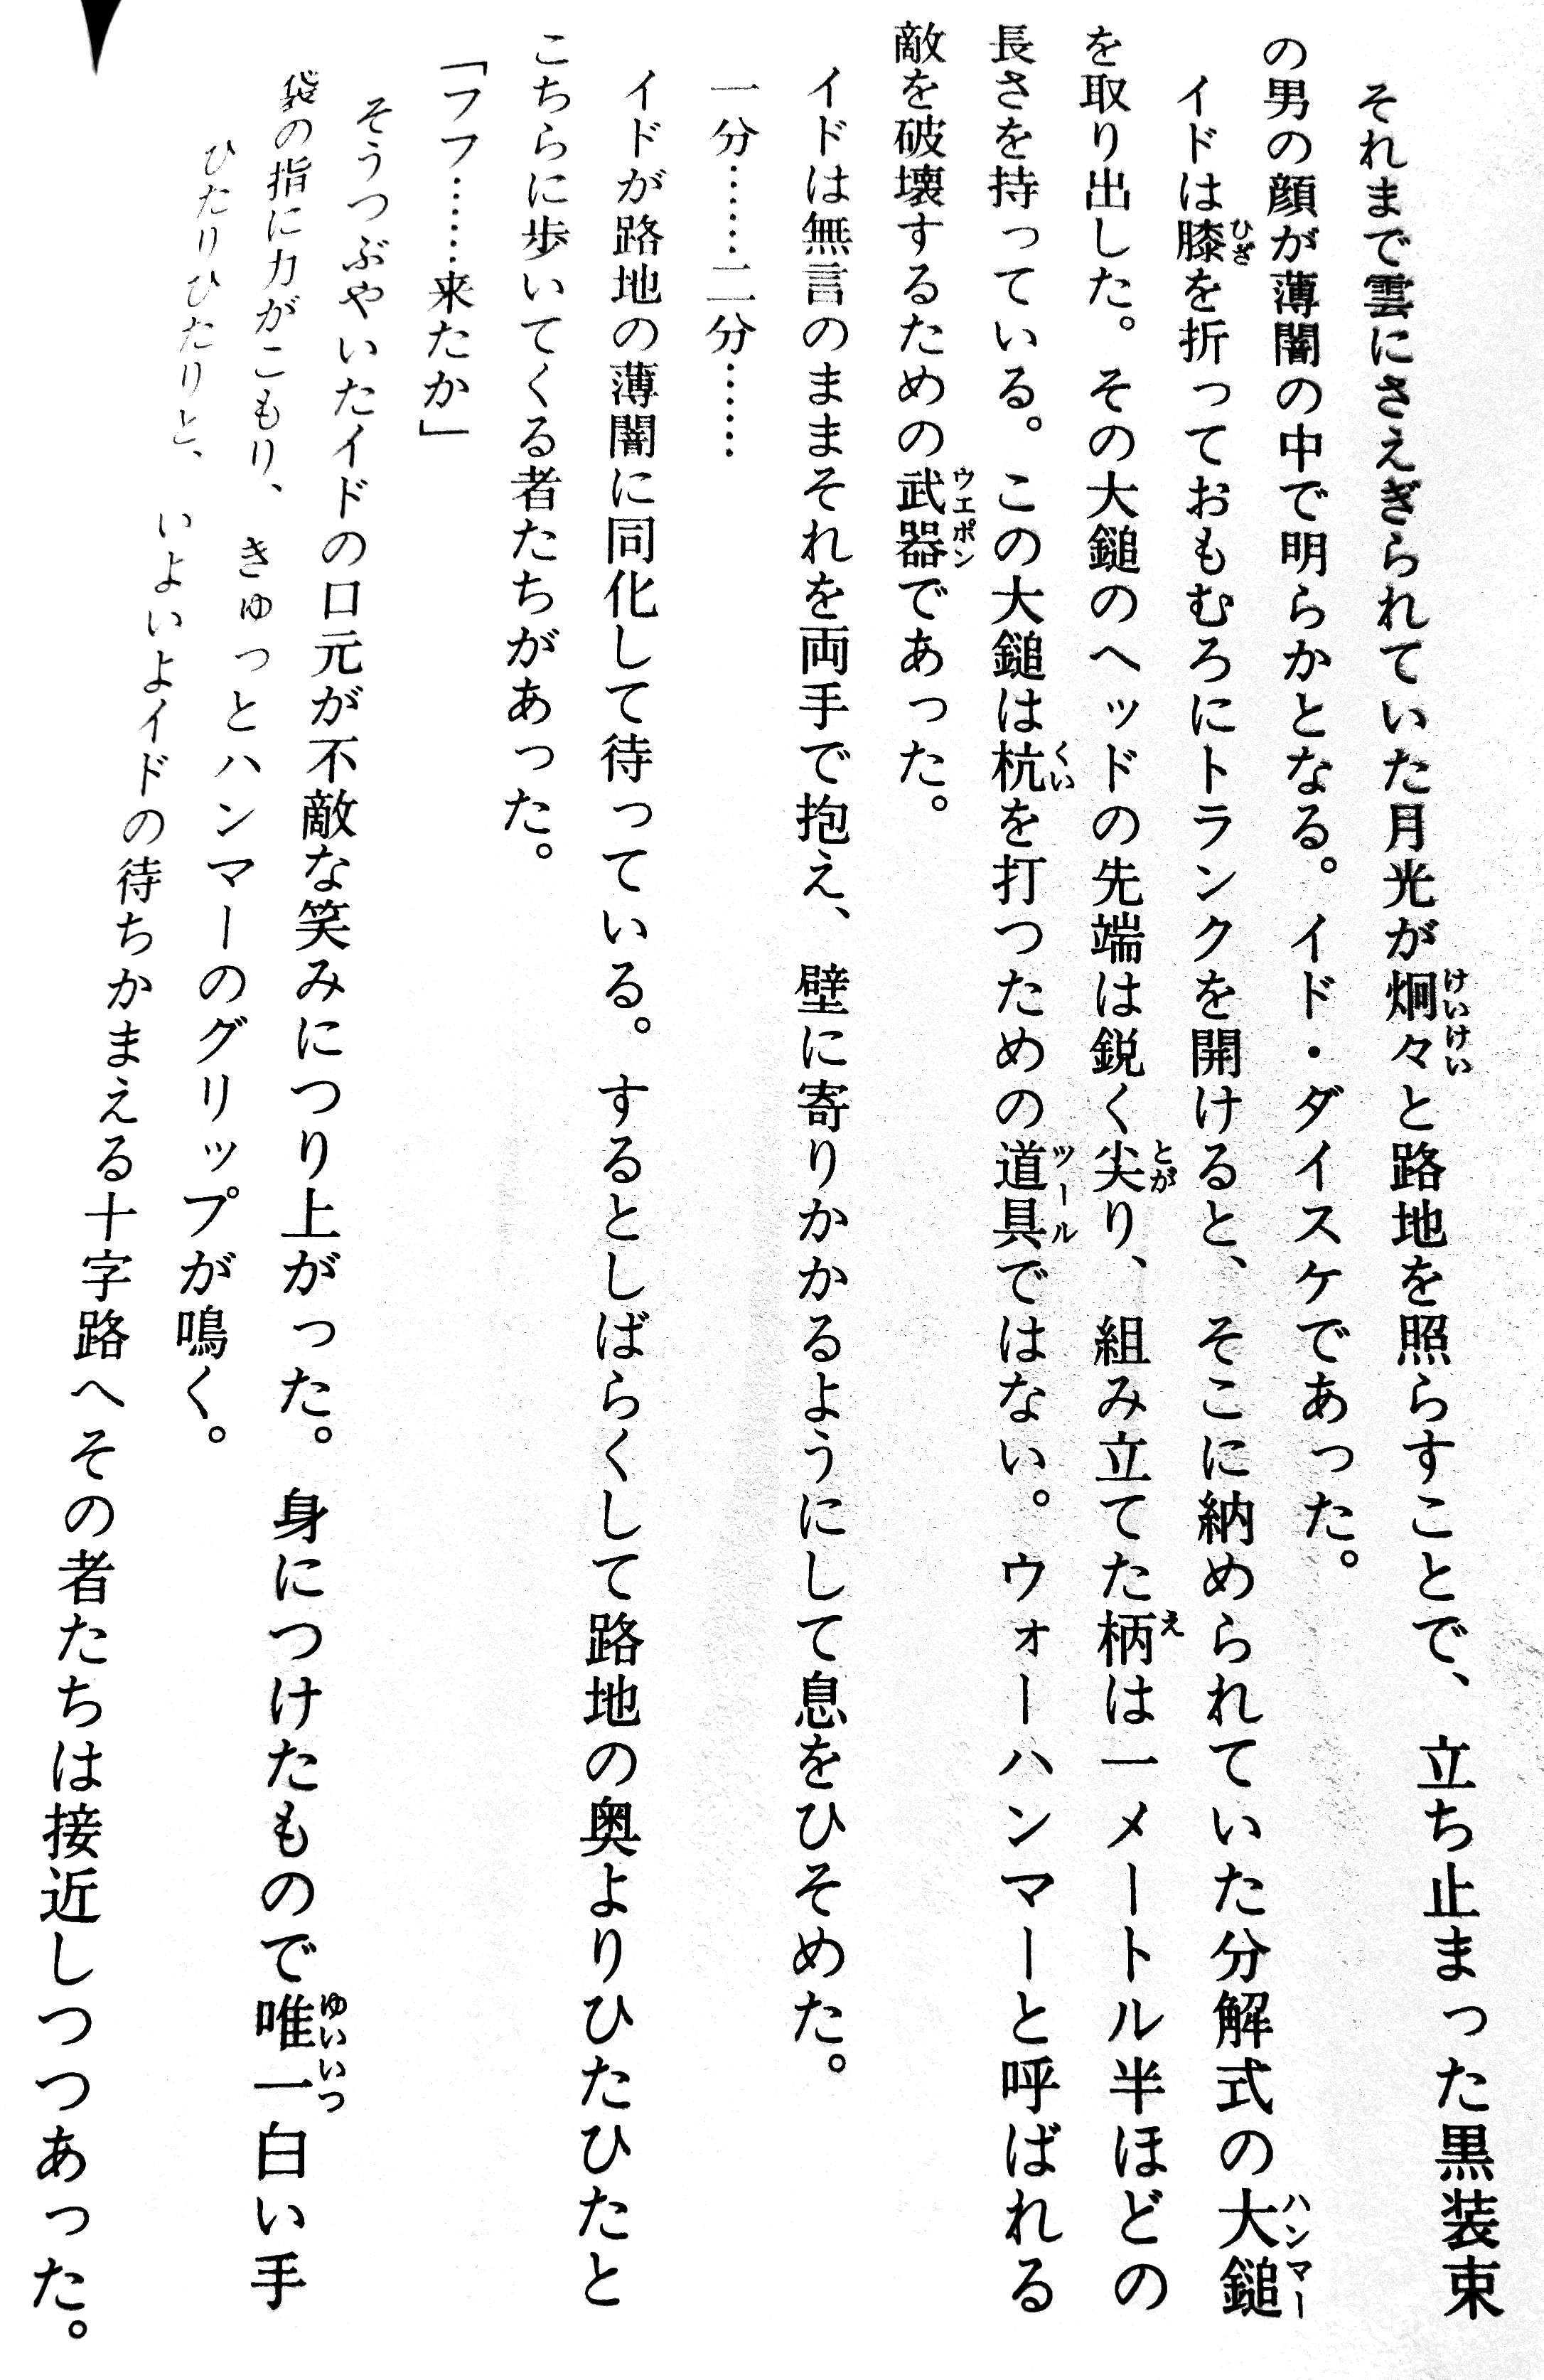 それまで雲にさえぎられていた月光が炯々と路地を照らすことで、立ち止まった黒装束
の男の顔が薄闇の中で明らかとなる。イド・ダイスケであった。
イドは膝を折っておもむろにトランクを開けると、そこに納められていた分解式の大鎚
を取り出した。その大鎚のヘッドの先端は鋭く尖り、組み立てた柄は一メートル半ほどの
長さを持っている。この大鎚は杭を打つための道具ではない。ウォーハンマーと呼ばれる
敵を破壊するための武器であった。
イドは無言のままそれを両手で抱え、壁に寄りかかるようにして息をひそめた。
一分……二分……
イドが路地の薄闇に同化して待っている。するとしばらくして路地の奥よりひたひたと
こちらに歩いてくる者たちがあった。
「フフ……来たか」
そうつぶやいたイドの口元が不敵な笑みにつり上がった。身につけたもので唯一白い手
袋の指に力がこもり、きゅっとハンマーのグリップが鳴く。
ひたりひたりと、いよいよイドの待ちかまえる十字路へその者たちは接近しつつあった。